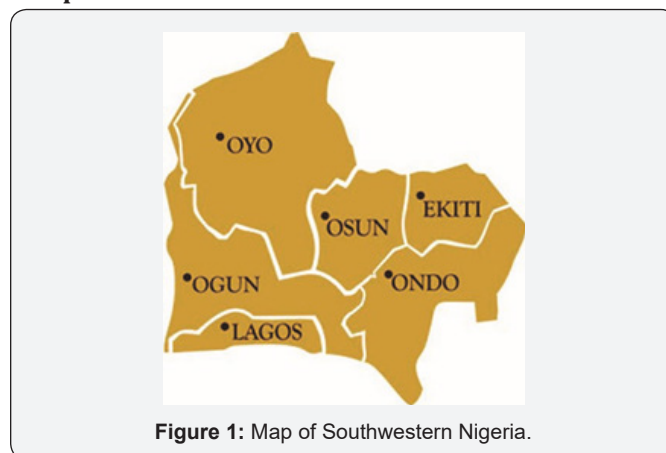 OYO
EKITI
OSUN
OGUN
ONDO
LAGOS
Figure 1: Map of Southwestern Nigeria.